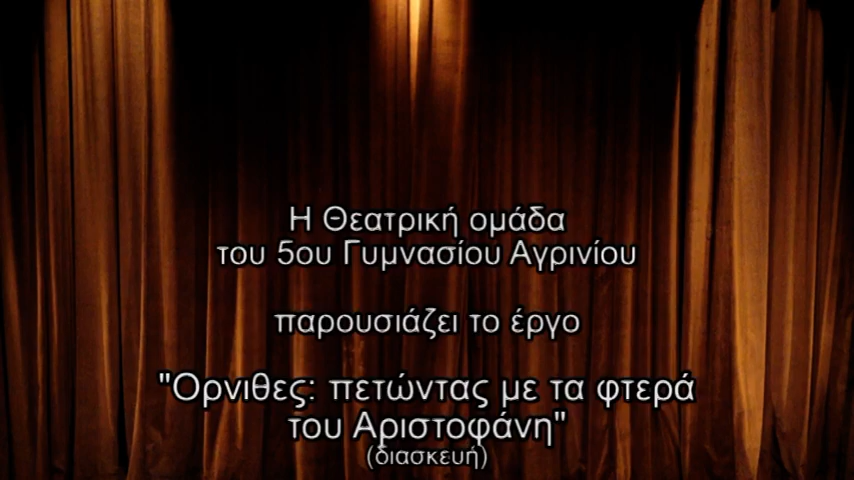 Η Θεατρική ομάδα
του 5ου Γυμνασίου Αγρινίου
παρουσιάζει το έργο
"Ορνιθες: πετώντας με τα φτερά
του Αριστοφάνη"
(διασκευή)